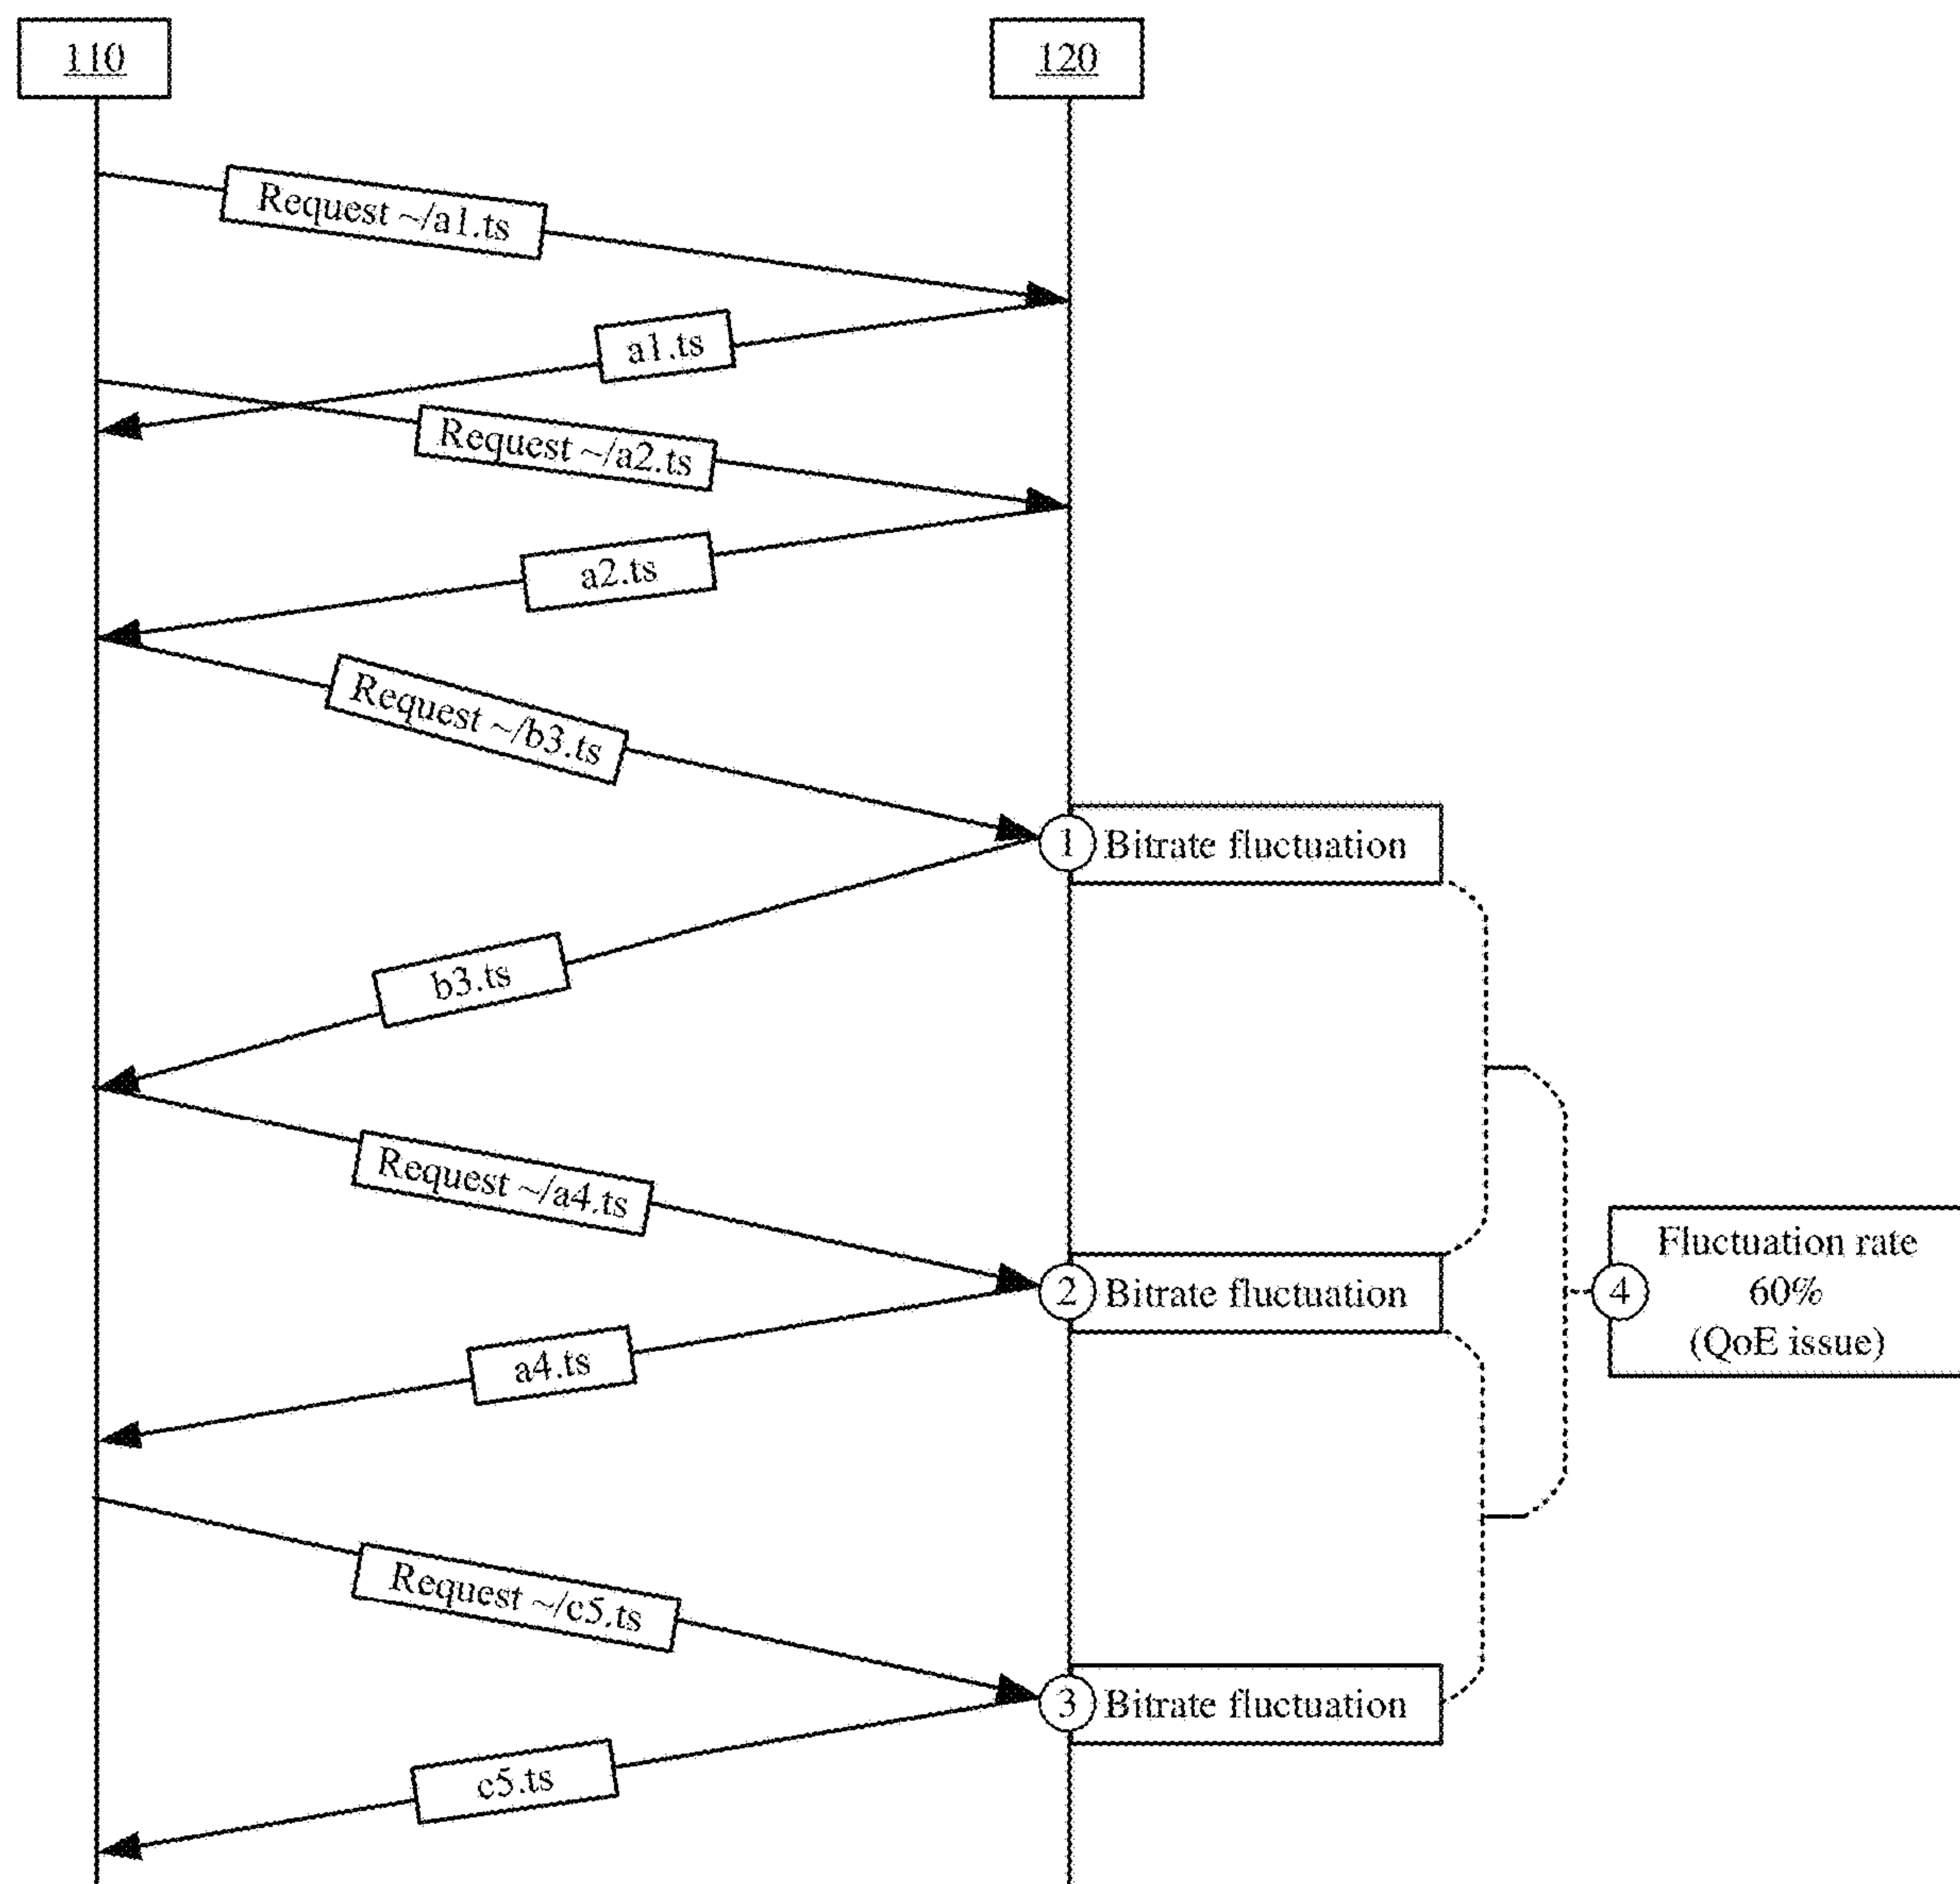 110
120
Request ~/a1.ts
a1.ts
Request ~/a2.ts
a2.ts
Request ~/b3.ts
1 Bitrate fluctuation
b3.ts
Request ~/a4.ts
2 Bitrate fluctuation
Fluctuation rate
4 60%
(QoE issue)
a4.ts
Request ~/c5.ts
3 Bitrate fluctuation
c5.ts